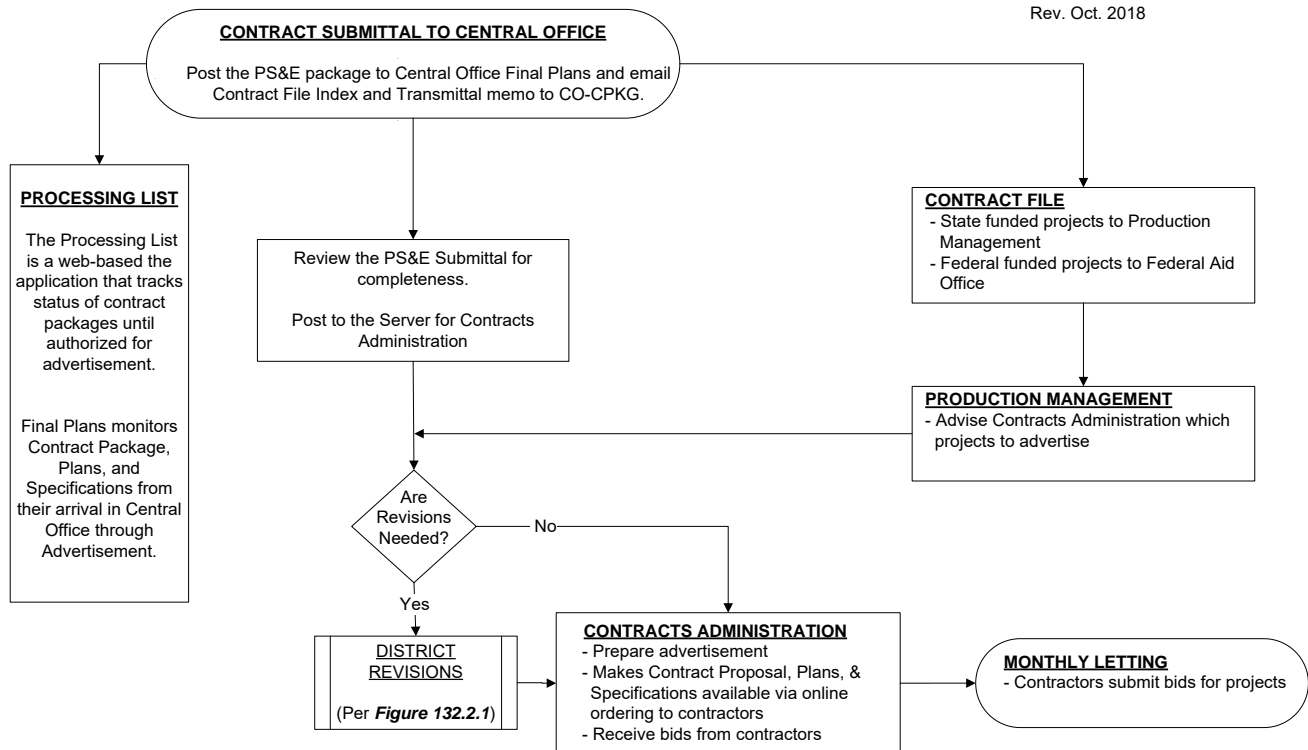 Rev. Oct. 2018
CONTRACT SUBMITTAL TO CENTRAL OFFICE
Post the PS&E package to Central Office Final Plans and email
Contract File Index and Transmittal memo to CO-CPKG.
PROCESSING LIST
The Processing List
is a web-based the
application that tracks
status of contract
packages until
authorized for
advertisement.
Final Plans monitors
Contract Package,
Plans, and
Specifications from
their arrival in Central
Office through
Advertisement.
Review the PS&E Submittal for
completeness.
Post to the Server for Contracts
Administration
CONTRACT FILE
- State funded projects to Production
Management
- Federal funded projects to Federal Aid
Office
PRODUCTION MANAGEMENT
- Advise Contracts Administration which
projects to advertise
Are
Revisions
Needed?
No
Yes
DISTRICT
REVISIONS
(Per Figure 132.2.1)
CONTRACTS ADMINISTRATION
- Prepare advertisement
- Makes Contract Proposal, Plans, &
Specifications available via online
ordering to contractors
- Receive bids from contractors
MONTHLY LETTING
- Contractors submit bids for projects